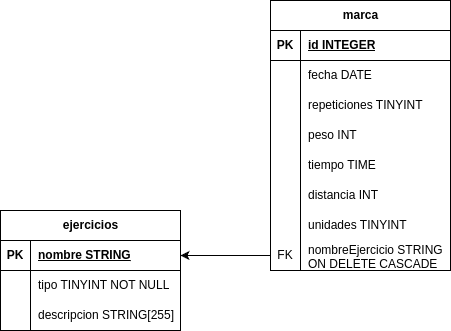 marca
PK id INTEGER
fecha DATE
repeticiones TINYINT
peso INT
tiempo TIME
distancia INT
unidades TINYINT
FK nombreEjercicio STRING
ON DELETE CASCADE
ejercicios
PK nombre STRING
tipo TINYINT NOT NULL
descripcion STRING[255]